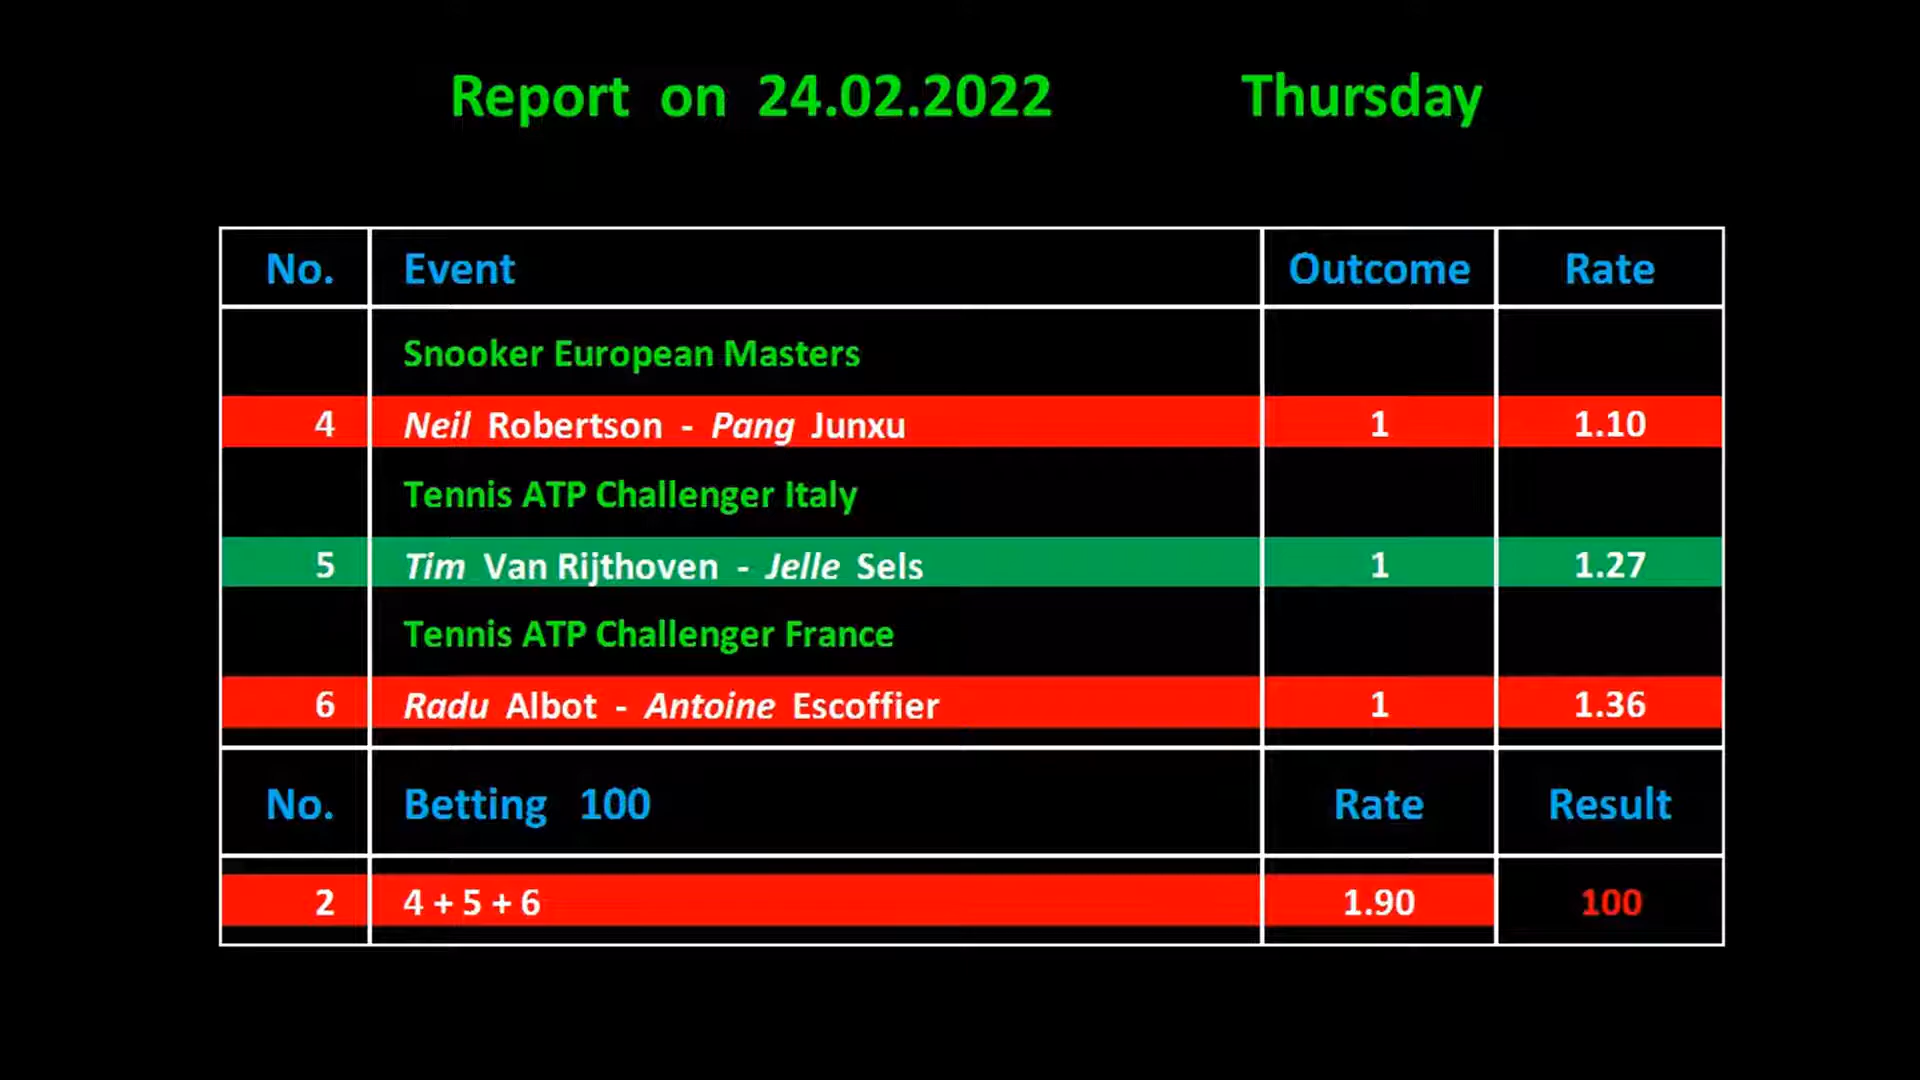 Report on 24.02.2022 Thursday
No. Event Outcome Rate
Snooker European Masters
4 Neil Robertson - Pang Junxu 1 1.10
Tennis ATP Challenger Italy
5 Tim Van Rijthoven - Jelle Sels 1 1.27
Tennis ATP Challenger France
6 Radu Albot - Antoine Escoffier 1 1.36
No. Betting 100 Rate Result
2 4 + 5 + 6 1.90 100